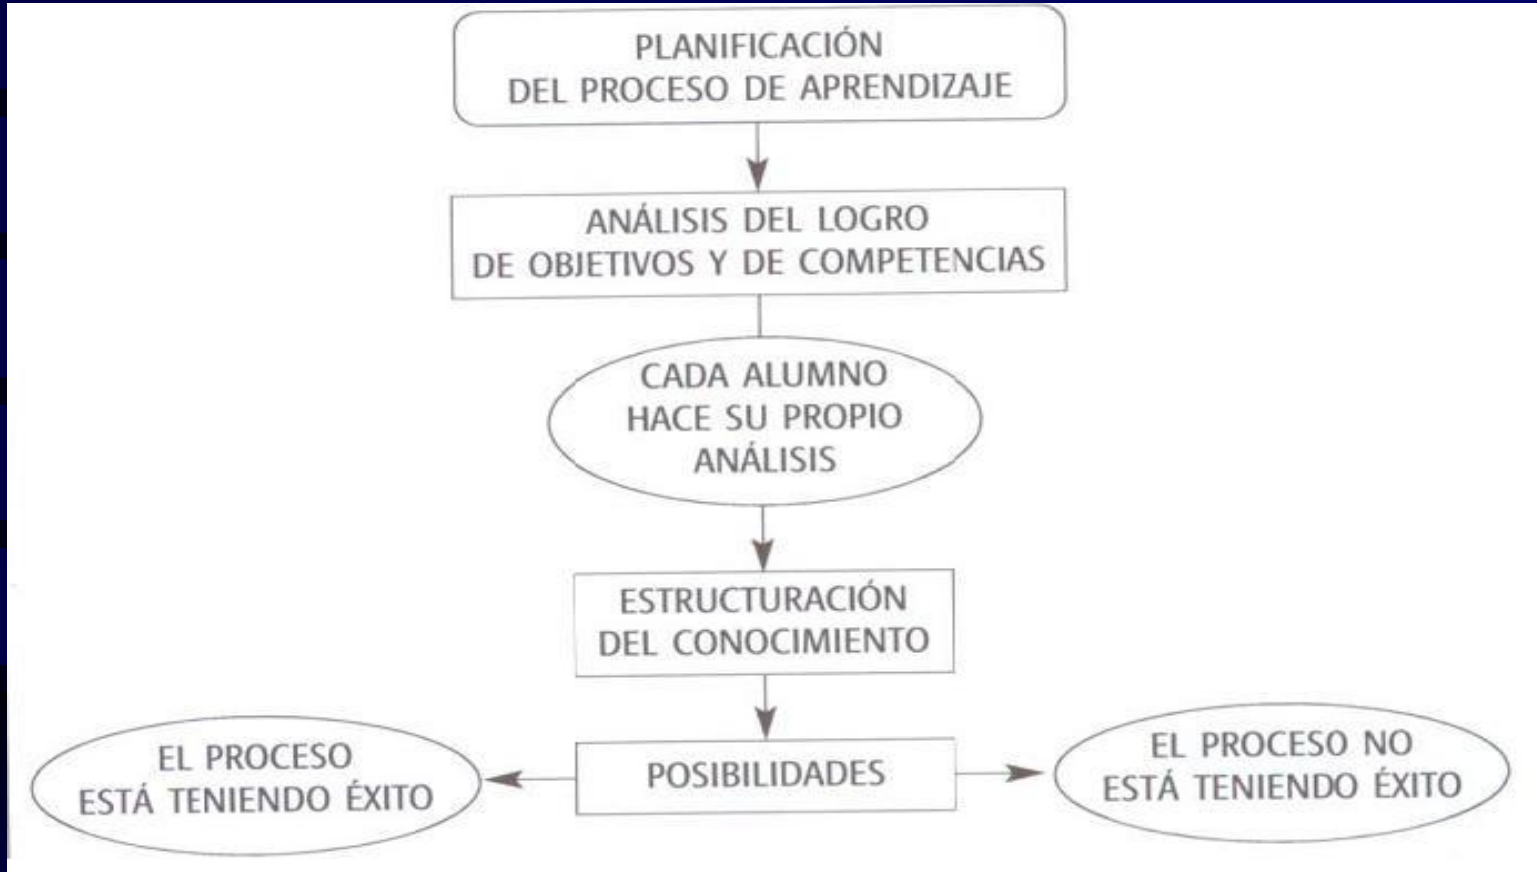 PLANIFICACIÓN
DEL PROCESO DE APRENDIZAJE
ANÁLISIS DEL LOGRO
DE OBJETIVOS Y DE COMPETENCIAS
CADA ALUMNO
HACE SU PROPIO
ANÁLISIS
ESTRUCTURACIÓN
DEL CONOCIMIENTO
EL PROCESO
ESTÁ TENIENDO ÉXITO
POSIBILIDADES
EL PROCESO NO
ESTÁ TENIENDO ÉXITO